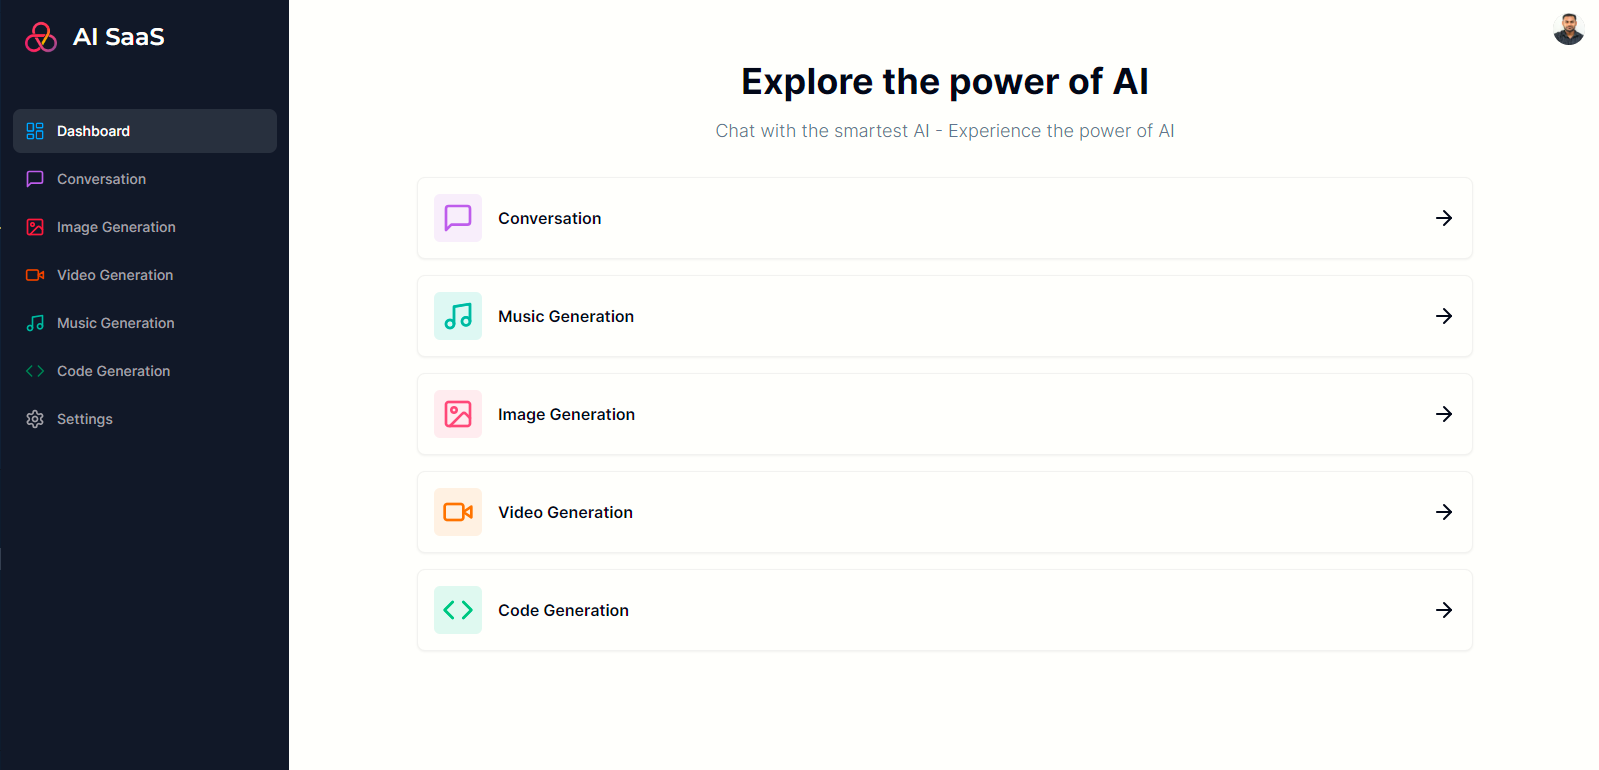 AI SaaS
Dashboard
Conversation
Image Generation
Video Generation
Music Generation
Code Generation
Settings
Explore the power of AI
Chat with the smartest AI - Experience the power of AI
Conversation
Music Generation
Image Generation
Video Generation
Code Generation